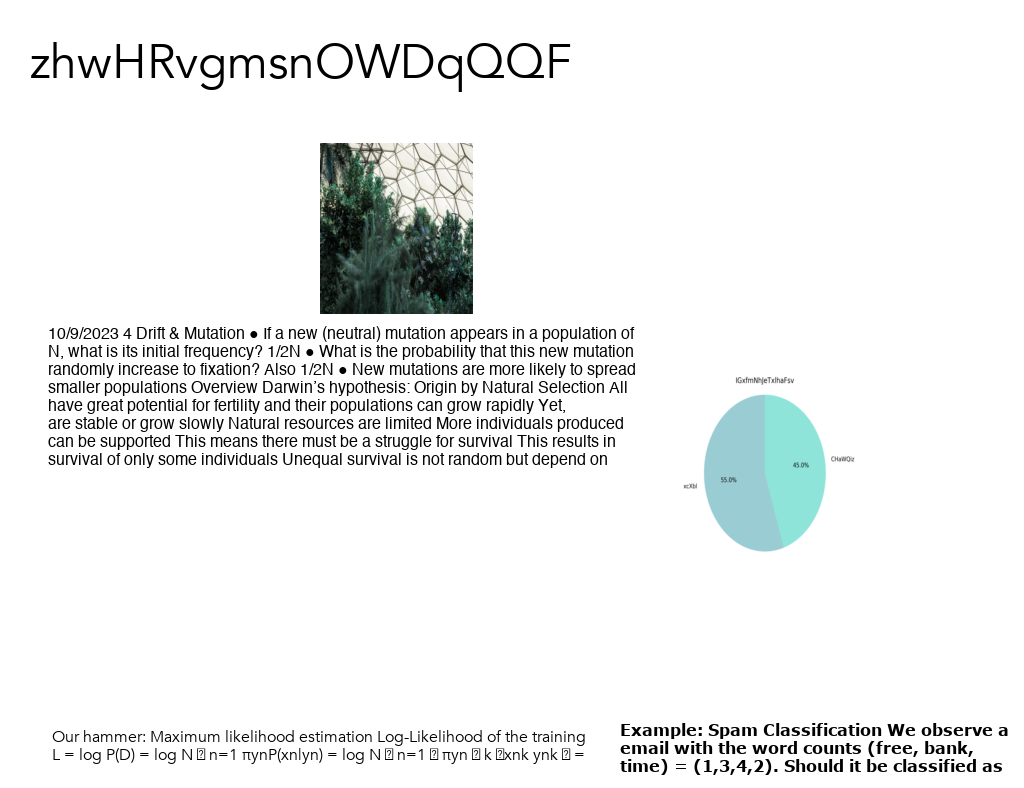 zhwHRvgmsnOWDqQQF
10/9/2023 4 Drift & Mutation ● If a new (neutral) mutation appears in a population of
N, what is its initial frequency? 1/2N ● What is the probability that this new mutation
randomly increase to fixation? Also 1/2N ● New mutations are more likely to spread
smaller populations Overview Darwin’s hypothesis: Origin by Natural Selection All
have great potential for fertility and their populations can grow rapidly Yet,
are stable or grow slowly Natural resources are limited More individuals produced
can be supported This means there must be a struggle for survival This results in
survival of only some individuals Unequal survival is not random but depend on
CHaWQiz
45.0%
55.0%
xcXbl
Our hammer: Maximum likelihood estimation Log-Likelihood of the training
L = log P(D) = log N n=1 πynP(xnlyn) = log N n=1 πyn k xnk ynk =
Example: Spam Classification We observe a
email with the word counts (free, bank,
time) = (1,3,4,2). Should it be classified as